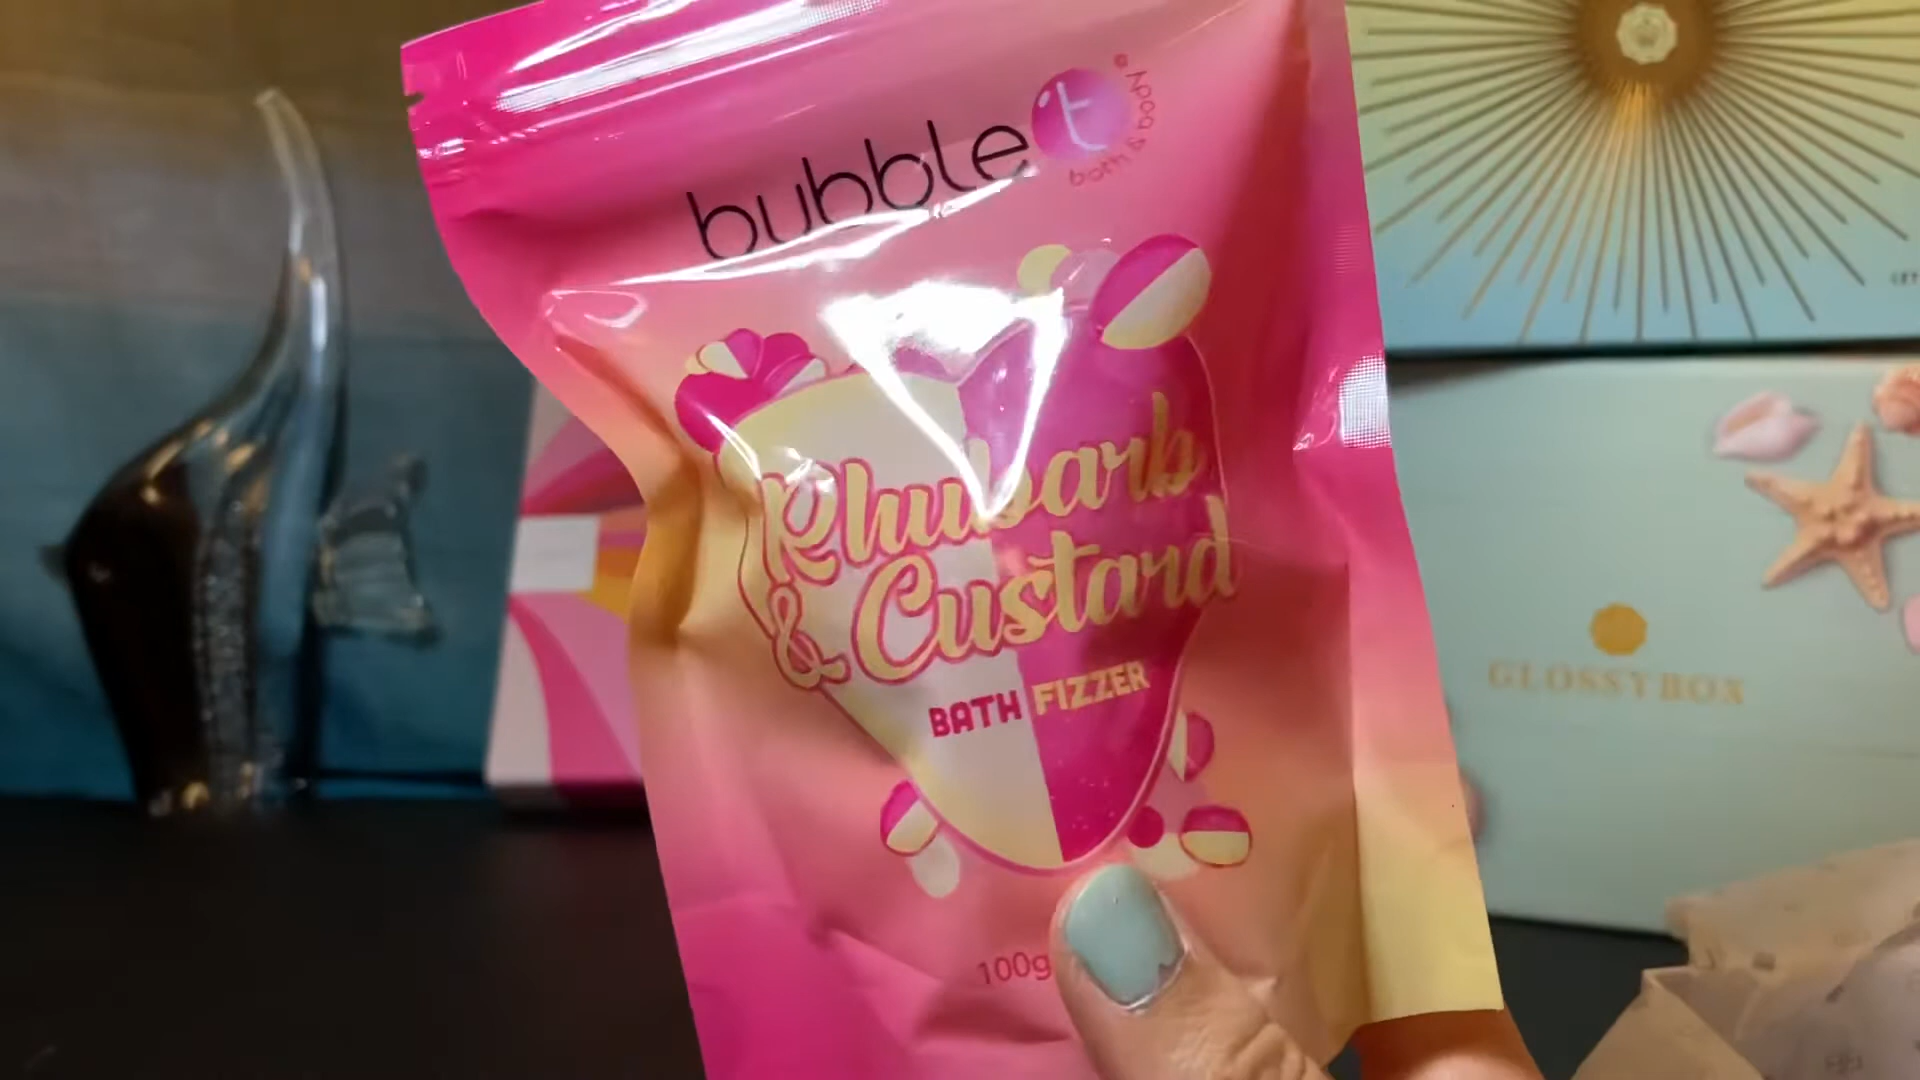 bubble t
bath & body
Rhubarb
& Custard
BATH FIZZER
100g
GLOSSYBOX